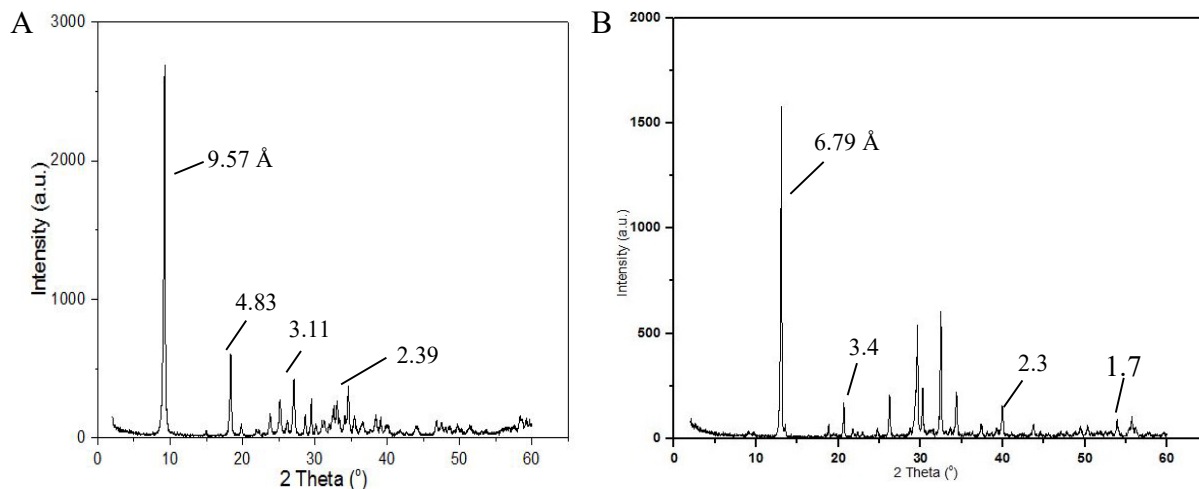 A
3000
2000
1000
0
Intensity (a.u.)
9.57 Å
4.83
3.11
2.39
0 10 20 30 40 50 60
2 Theta (°)
B
2000
1500
1000
500
0
Intensity (a.u.)
6.79 Å
3.4
2.3
1.7
0 10 20 30 40 50 60
2 Theta (°)